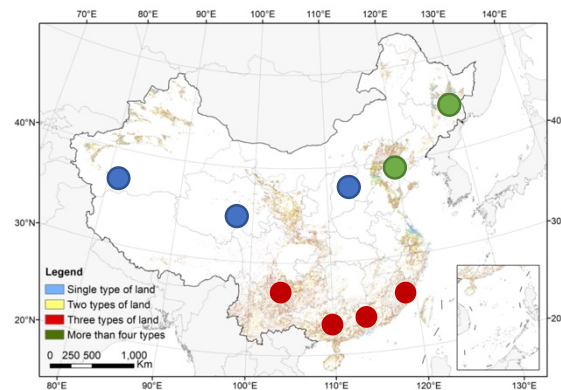 70°E 80°E 90°E 100°E 110°E 120°E 130°E 140°E
40°N
30°N
20°N
40
30
20
Legend
Single type of land
Two types of land
Three types of land
More than four types
0 250 500 1,000
Km
80°E 90°E 100°E 110°E 120°E 130°E